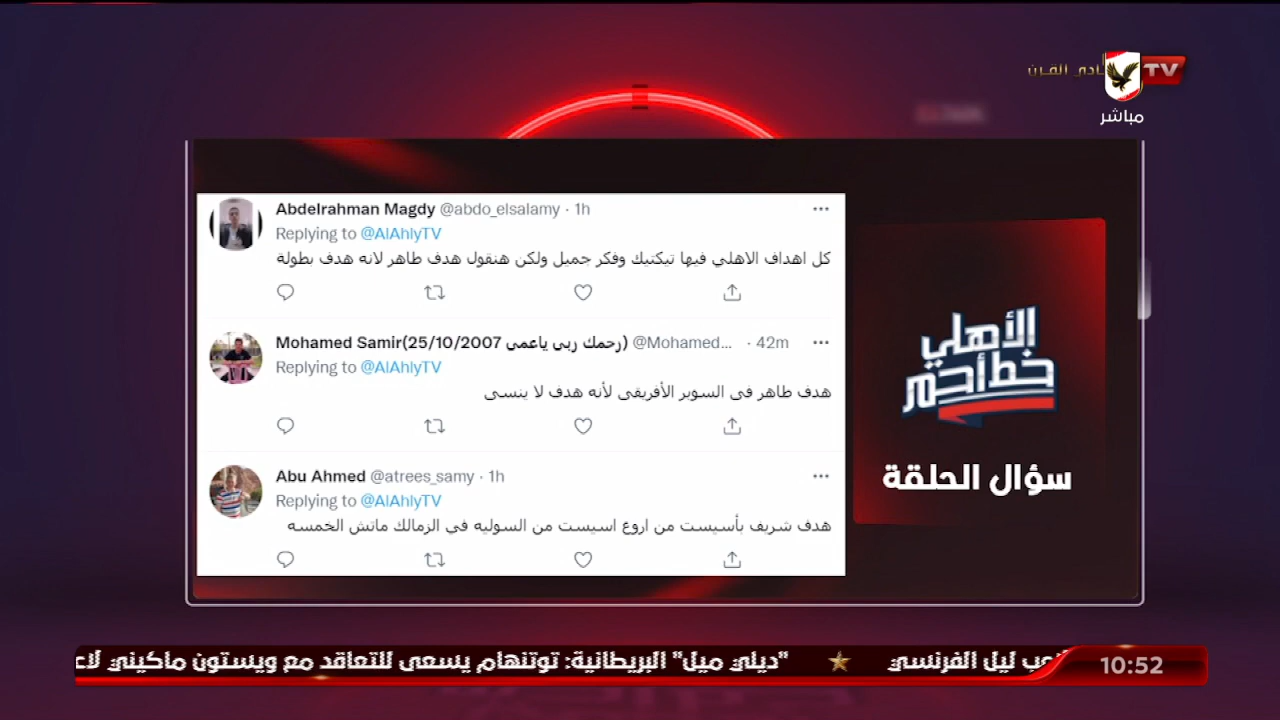 نادي القرن
TV
مباشر
Abdelrahman Magdy @abdo_elsalamy · 1h
Replying to @AlAhlyTV
كل اهداف الاهلي فيها تيكتيك وفكر جميل ولكن هنقول هدف طاهر لانه هدف بطولة
Mohamed Samir(25/10/2007 رحمك ربى ياعمى) @Mohamed... · 42m
Replying to @AlAhlyTV
هدف طاهر فى السوبر الأفريقى لأنه هدف لا ينسى
Abu Ahmed @atrees_samy · 1h
Replying to @AlAhlyTV
هدف شريف بأسيست من اروع اسيست من السوليه في الزمالك ماتش الخمسه
الأهلي
خط أحمر
سؤال الحلقة
ليل الفرنسي ★ "ديلي ميل" البريطانية: توتنهام يسعى للتعاقد مع ويستون ماكيني
10:52